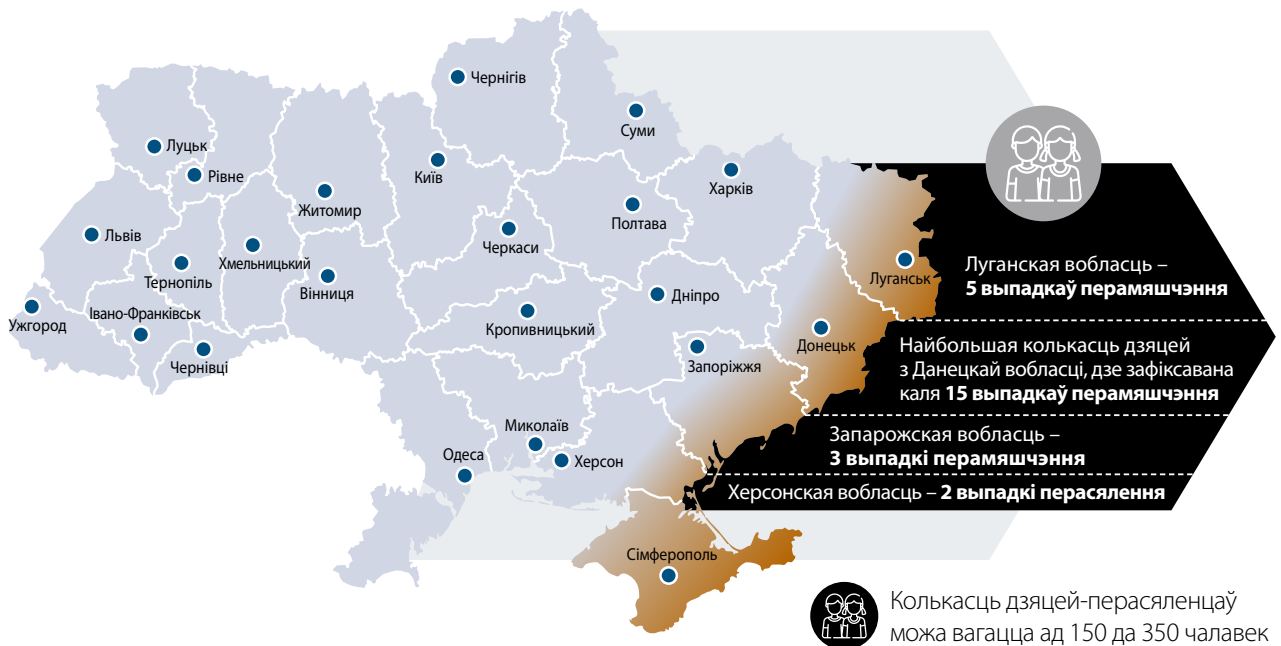 Чернігів
Суми
Луцьк
Рівне
Київ
Харків
Житомир
Полтава
Львів
Черкаси
Тернопіль
Хмельницький
Вінниця
Луганськ
Ужгород
Івано-Франківськ
Дніпро
Кропивницький
Донецьк
Чернівці
Запоріжжя
Миколаїв
Одеса
Херсон
Сімферополь
Луганская вобласць –
5 выпадкаў перамяшчэння
Найбольшая колькасць дзяцей
з Данецкай вобласці, дзе зафіксавана
каля 15 выпадкаў перамяшчэння
Запарожская вобласць –
3 выпадкі перамяшчэння
Херсонская вобласць – 2 выпадкі перасялення
Колькасць дзяцей-перасяленцаў
можа вагацца ад 150 да 350 чалавек